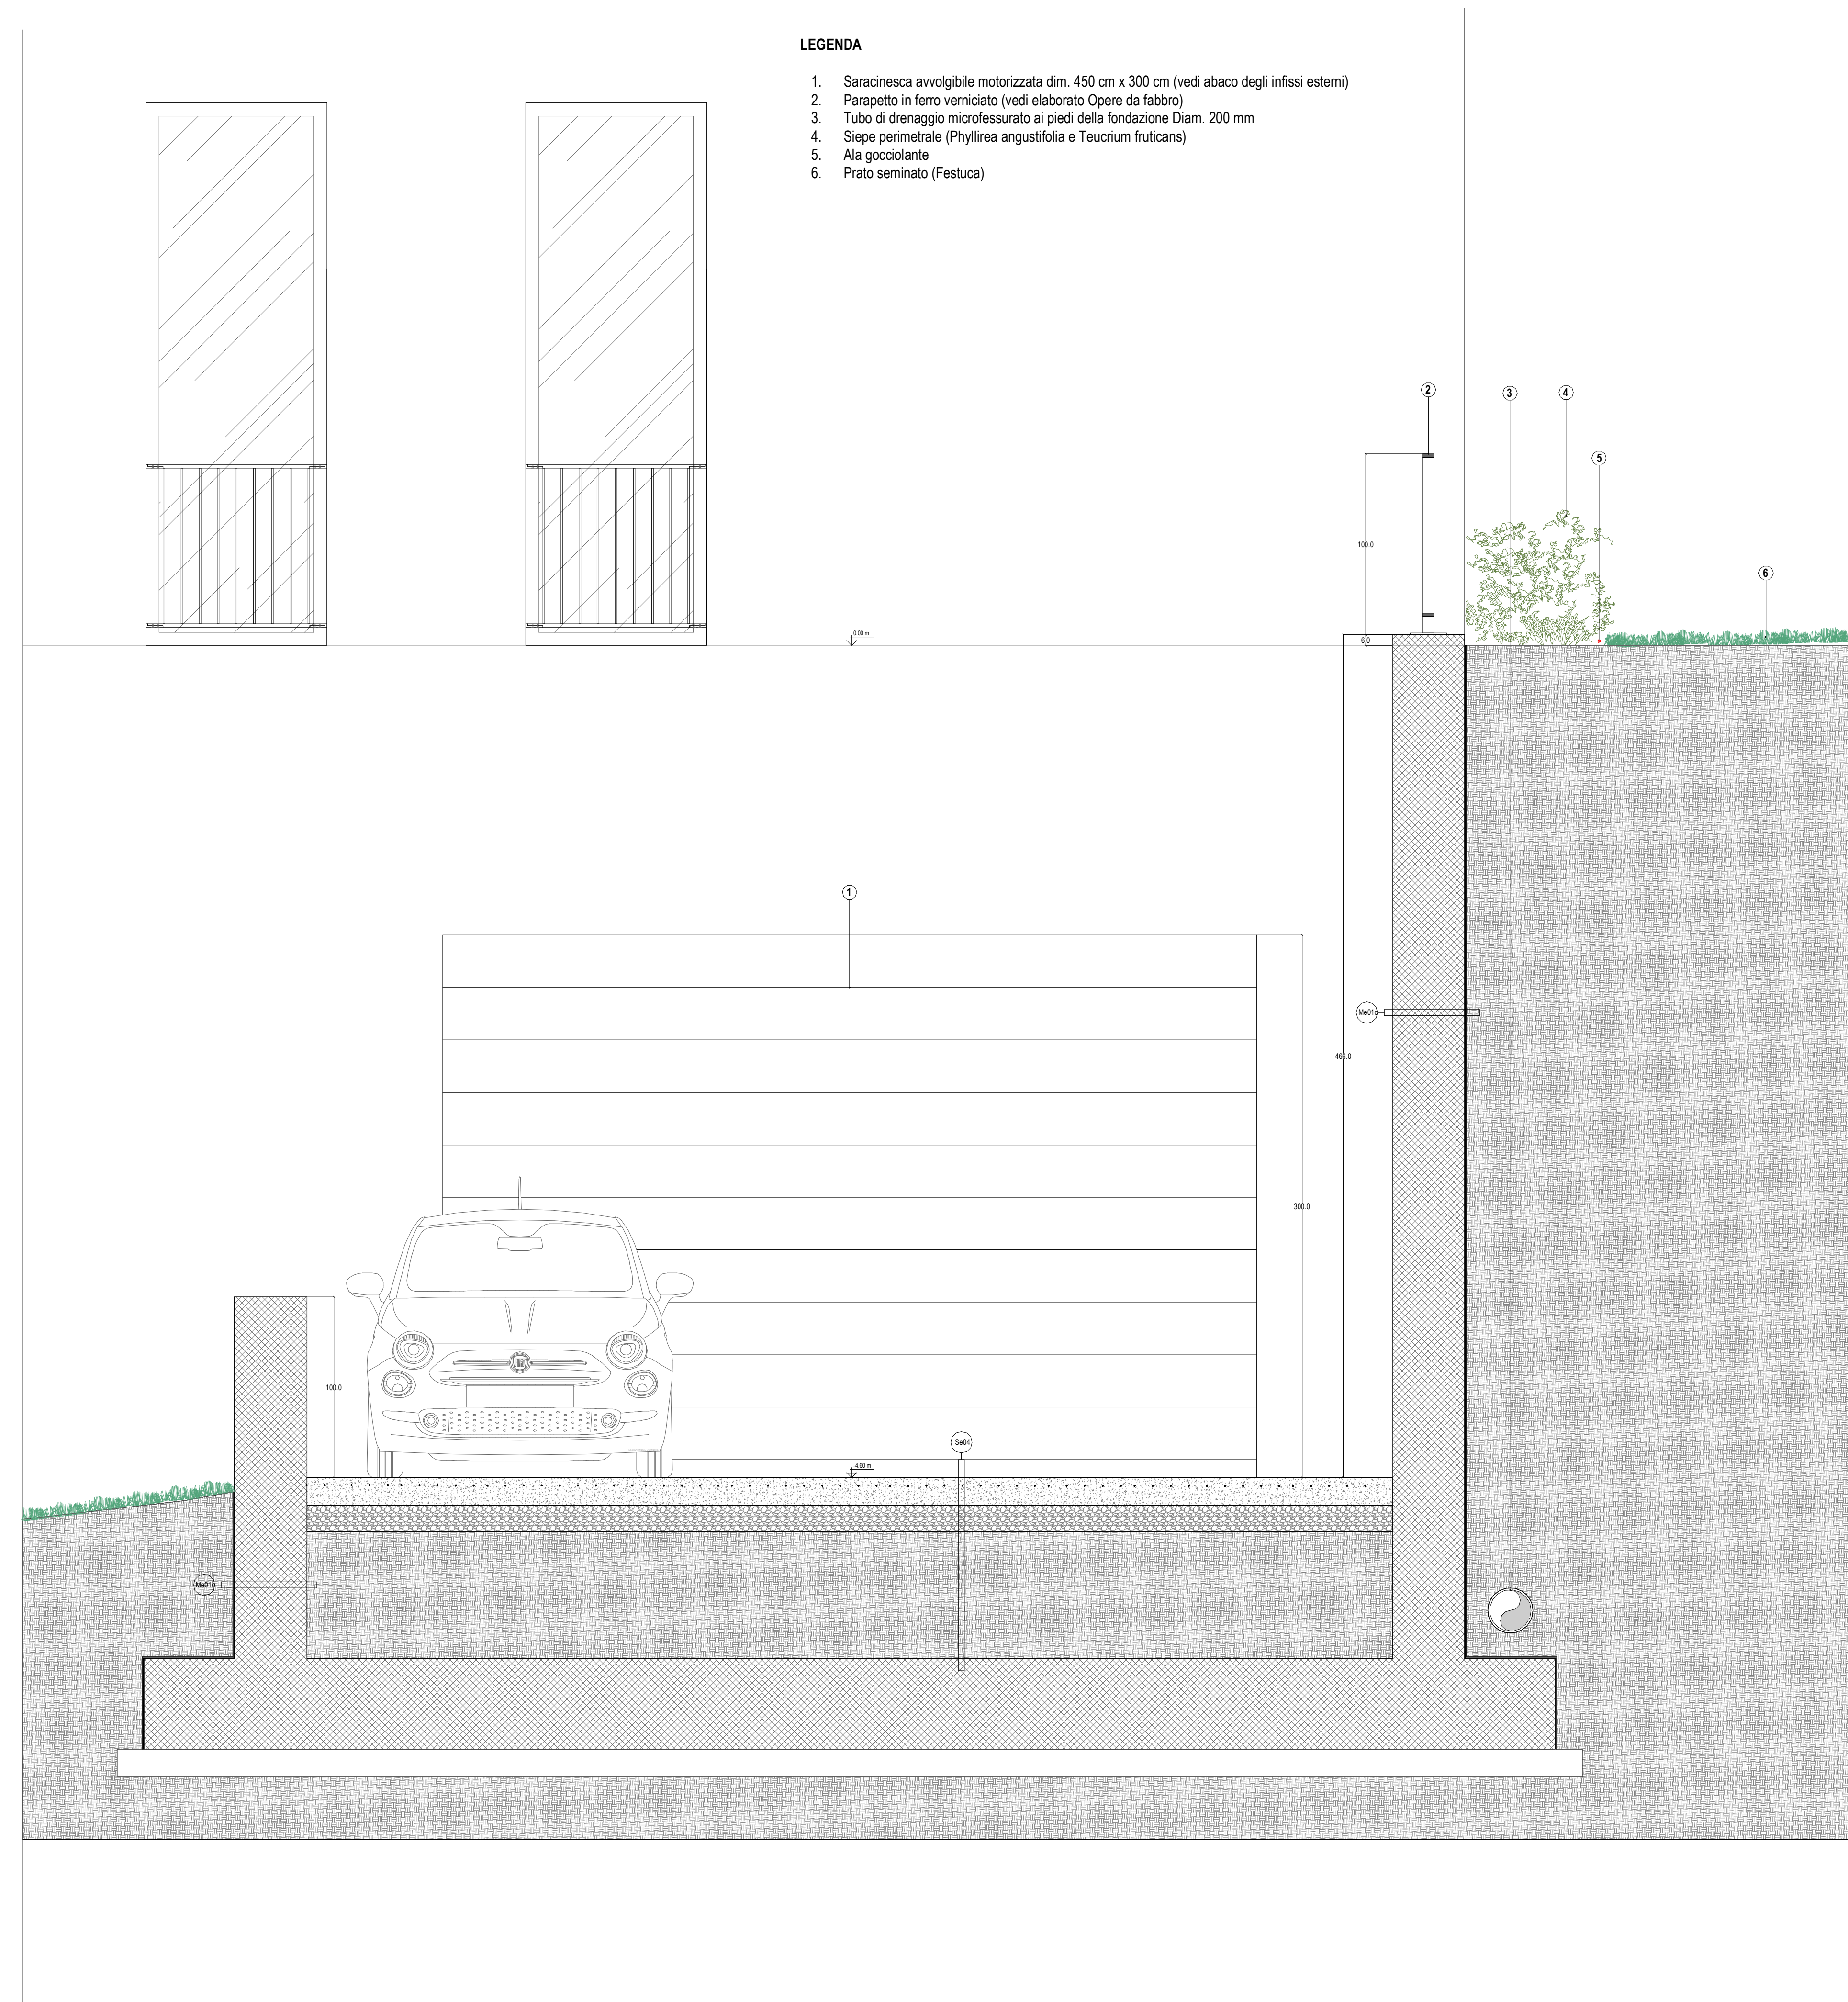 LEGENDA
1. Saracinesca avvolgibile motorizzata dim. 450 cm x 300 cm (vedi abaco degli infissi esterni)
2. Parapetto in ferro verniciato (vedi elaborato Opere da fabbro)
3. Tubo di drenaggio microfessurato ai piedi della fondazione Diam. 200 mm
4. Siepe perimetrale (Phyllirea angustifolia e Teucrium fruticans)
5. Ala gocciolante
6. Prato seminato (Festuca)
2
3
4
5
100.0
6
0.00 m
6.0
1
Me01c
466.0
300.0
100.0
Se04
-4.60 m
Me01c